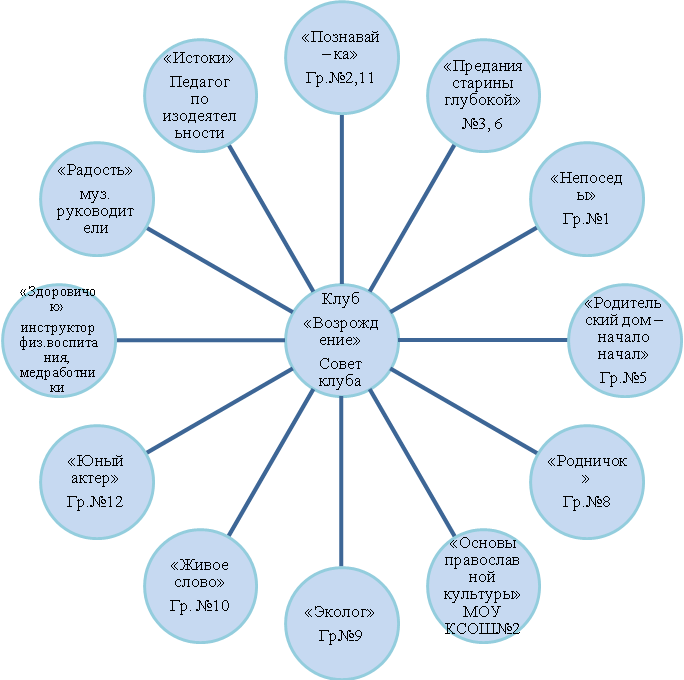 «Познавай
–ка»
Гр.№2,11
«Предания
старины
глубокой»
№3, 6
«Непосед
ы»
Гр.№1
«Родитель
ский дом –
начало
начал»
Гр.№5
«Родничок
»
Гр.№8
«Основы
православ
ной
культуры»
МОУ
КСОШ№2
«Эколог»
Гр№9
«Живое
слово»
Гр. №10
«Юный
актер»
Гр.№12
«Здоровичо
ю»
инструктор
физ.воспита
ния,
медработни
ки
«Радость»
муз.
руководит
ели
«Истоки»
Педагог
по
изодеятел
ьности
Клуб
«Возрожд
ение»
Совет
клуба